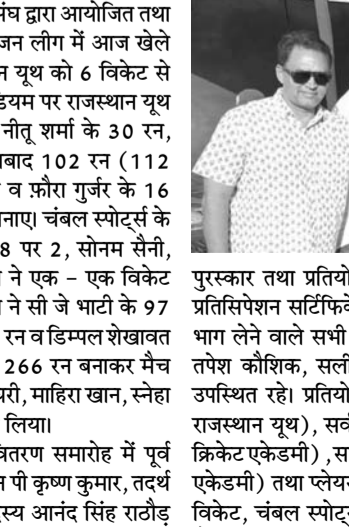 संघ द्वारा आयोजित तथा
जन लीग में आज खेले
न यूथ को 6 विकेट से
डियम पर राजस्थान यूथ
नीतू शर्मा के 30 रन,
बाद 102 रन (112
व फ़ौरा गुर्जर के 16
नाए। चंबल स्पोर्ट्स के
8 पर 2, सोनम सैनी,
ने एक – एक विकेट
ने सी जे भाटी के 97
रन व डिम्पल शेखावत
266 रन बनाकर मैच
यरी, माहिरा खान, स्नेहा
लिया।
वितरण समारोह में पूर्व
न पी कृष्ण कुमार, तदर्थ
स्य आनंद सिंह राठौड़
पुरस्कार तथा प्रतियो
प्रतिसिपेशन सर्टिफि
भाग लेने वाले सभी
तपेश कौशिक, सली
उपस्थित रहे। प्रतियो
राजस्थान यूथ), सर्व
क्रिकेट एकेडमी) ,स
एकेडमी) तथा प्लेय
विकेट, चंबल स्पोर्ट्